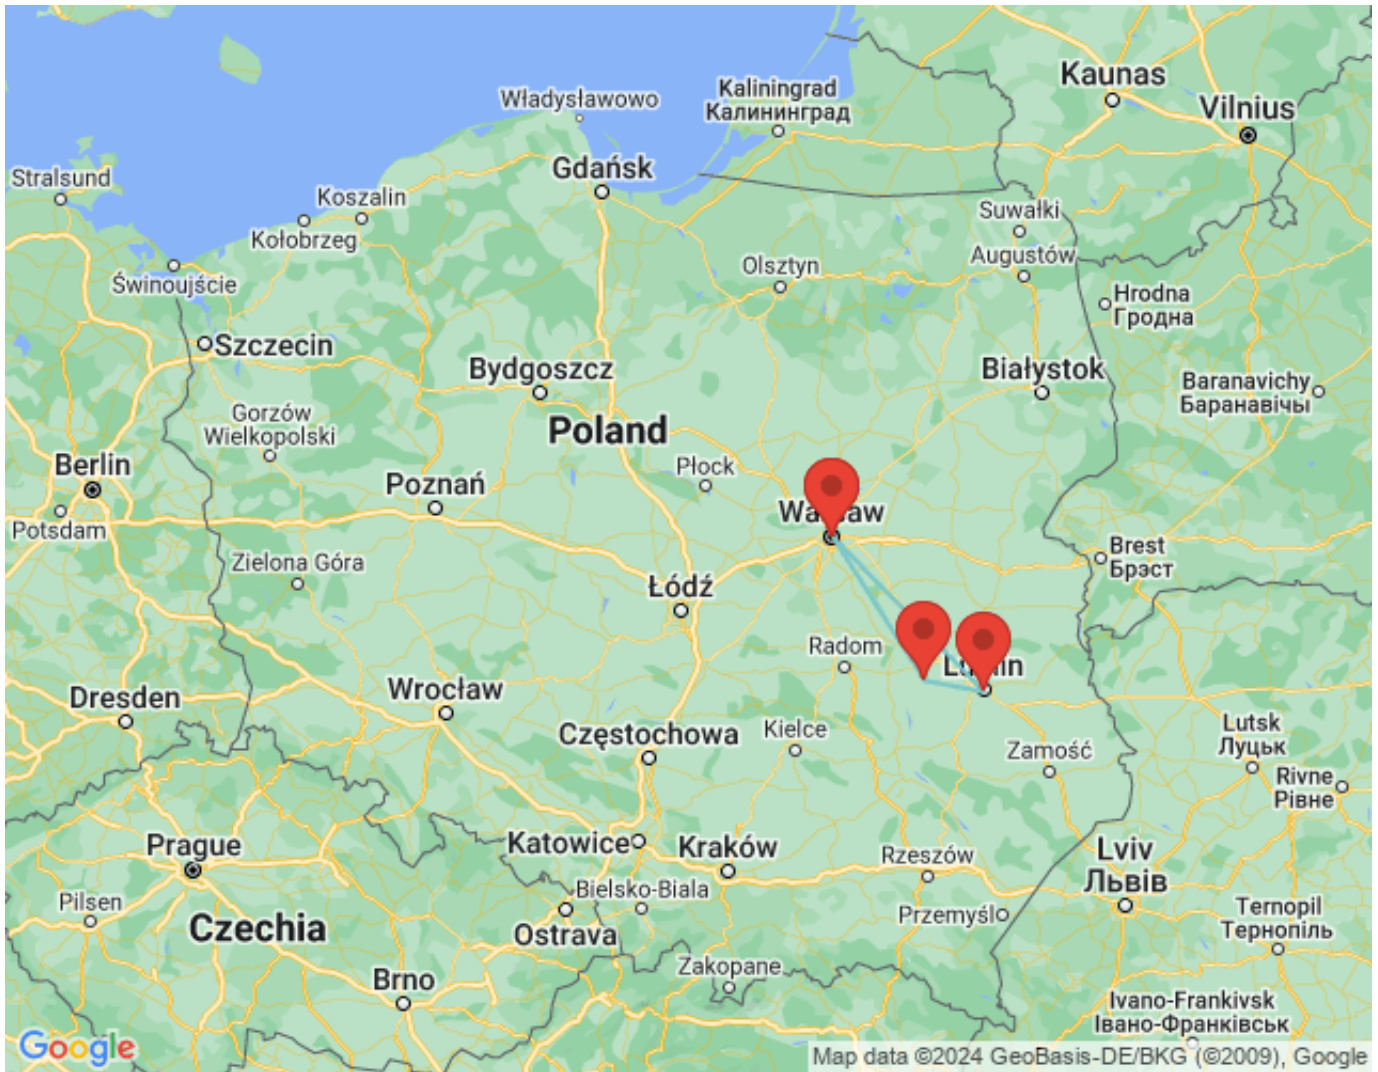 Kaunas
Vilnius
Kaliningrad
Калининград
Władysławowo
Gdańsk
Stralsund
Koszalin
Kołobrzeg
Suwałki
Augustów
Olsztyn
Świnoujście
Hrodna
Гродна
Szczecin
Bydgoszcz
Białystok
Baranavichy
Баранавічы
Gorzów
Wielkopolski
Poland
Berlin
Płock
Poznań
Potsdam
Brest
Брэст
Zielona Góra
Łódź
Radom
Dresden
Wrocław
Częstochowa
Kielce
Lutsk
Луцьк
Zamość
Rivne
Рівне
Prague
Katowice
Kraków
Rzeszów
Lviv
Львів
Pilsen
Bielsko-Biala
Przemyśl
Ternopil
Тернопіль
Czechia
Ostrava
Brno
Zakopane
Ivano-Frankivsk
Івано-Франківськ
Google
Map data ©2024 GeoBasis-DE/BKG (©2009), Google